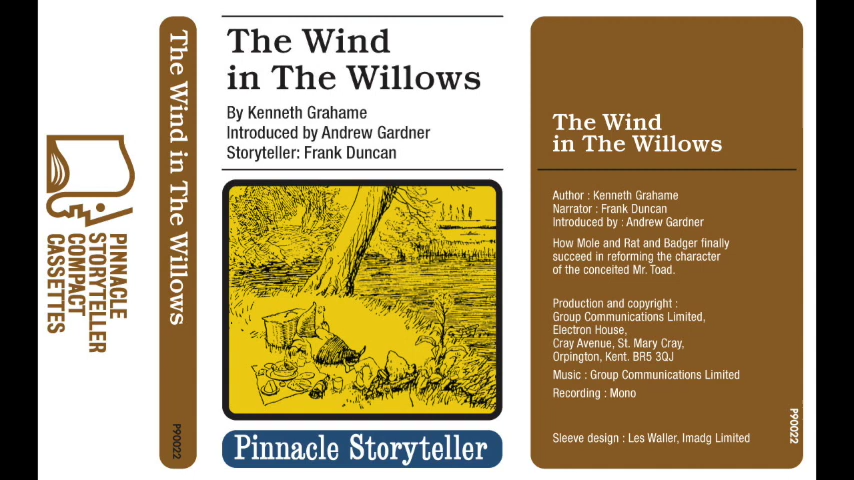 PINNACLE
STORYTELLER
COMPACT
CASSETTES
The Wind in The Willows
P90022
The Wind
in The Willows
By Kenneth Grahame
Introduced by Andrew Gardner
Storyteller: Frank Duncan
Pinnacle Storyteller
The Wind
in The Willows
Author : Kenneth Grahame
Narrator : Frank Duncan
Introduced by : Andrew Gardner
How Mole and Rat and Badger finally
succeed in reforming the character
of the conceited Mr. Toad.
Production and copyright :
Group Communications Limited,
Electron House,
Cray Avenue, St. Mary Cray,
Orpington, Kent. BR5 3QJ
Music : Group Communications Limited
Recording : Mono
Sleeve design : Les Waller, Imadg Limited
P90022